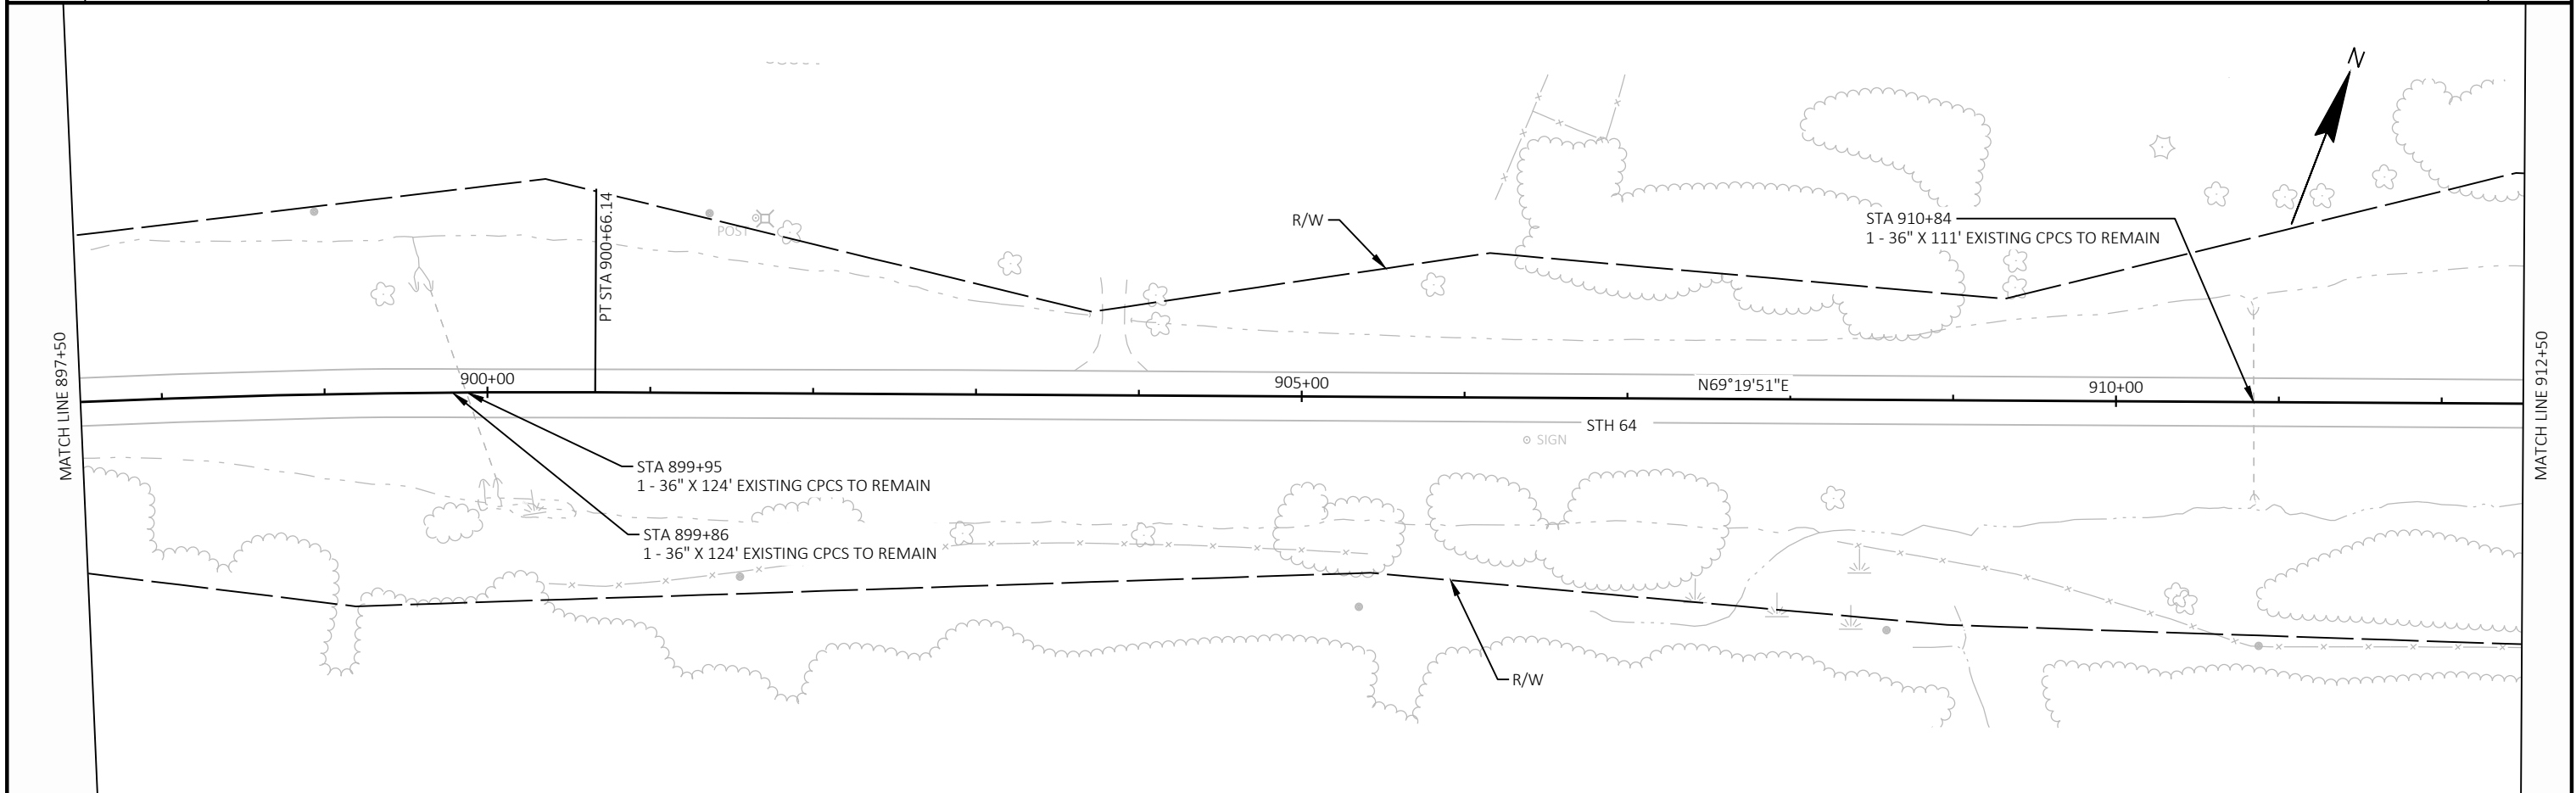 N
POST
PT STA 900+66.14
R/W
STA 910+84
1 - 36" X 111' EXISTING CPCS TO REMAIN
MATCH LINE 897+50
900+00
905+00
N69°19'51"E
910+00
MATCH LINE 912+50
STH 64
SIGN
STA 899+95
1 - 36" X 124' EXISTING CPCS TO REMAIN
STA 899+86
1 - 36" X 124' EXISTING CPCS TO REMAIN
R/W